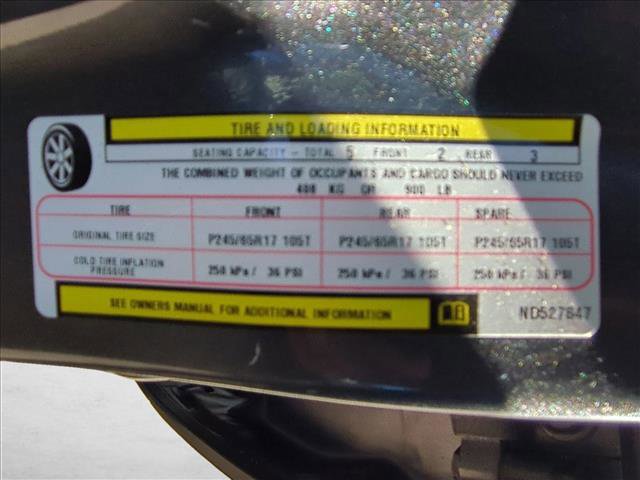 TIRE AND LOADING INFORMATION
SEATING CAPACITY - TOTAL 5 FRONT 2 REAR 3
THE COMBINED WEIGHT OF OCCUPANTS AND CARGO SHOULD NEVER EXCEED
408 KG OR 900 LB
TIRE FRONT REAR SPARE
ORIGINAL TIRE SIZE P245/65R17 105T P245/65R17 105T P245/65R17 105T
COLD TIRE INFLATION PRESSURE 250 kPa / 36 PSI 250 kPa / 36 PSI 250 kPa / 36 PSI
SEE OWNERS MANUAL FOR ADDITIONAL INFORMATION
ND527847